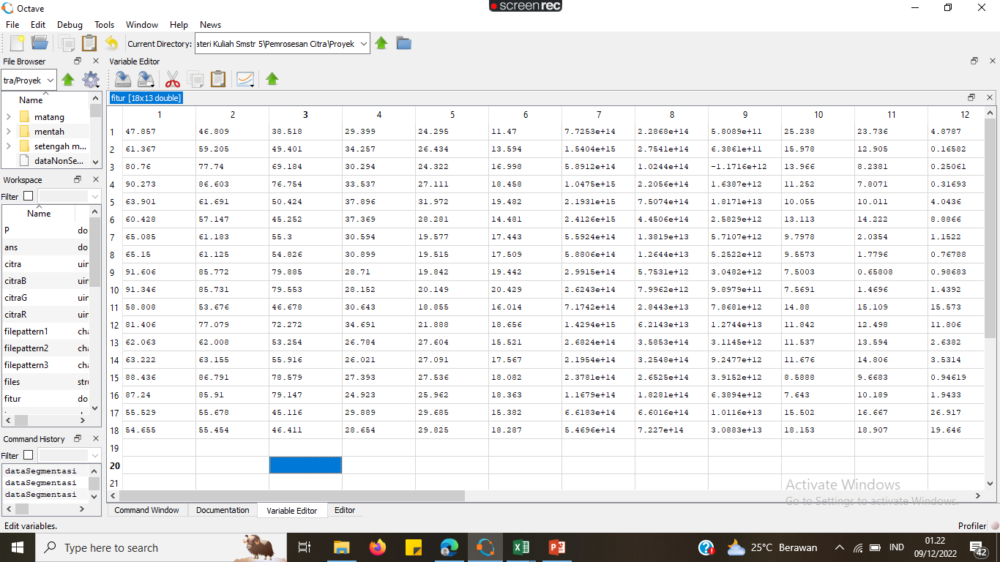 screenrec
Octave
File Edit Debug Tools Window Help News
Current Directory: ateri Kuliah Smstr 5\Pemrosesan Citra\Proyek
File Browser
tra/Proyek
Name
matang
mentah
setengah m...
dataNonSe...
Workspace
Filter
Name
P do
ans do
citra uin
citraB uin
citraG uin
citraR uin
filepattern1 cha
filepattern2 cha
filepattern3 cha
files stru
fitur do
Command History
Filter
dataSegmentasi
dataSegmentasi
dataSegmentasi
Variable Editor
fitur [18x13 double]
1 2 3 4 5 6 7 8 9 10 11 12
1 47.857 46.809 38.518 29.399 24.295 11.47 7.7253e+14 2.2868e+14 5.8089e+11 25.238 23.736 4.8787
2 61.367 59.205 49.401 34.257 26.434 13.594 1.5404e+15 2.7541e+14 6.3861e+11 15.978 12.905 0.16582
3 80.76 77.74 69.184 30.294 24.322 16.998 5.8912e+14 1.0244e+14 -1.1716e+12 13.966 8.2381 0.25061
4 90.273 86.603 76.754 33.537 27.111 18.458 1.0475e+15 2.2056e+14 1.6387e+12 11.252 7.8071 0.31693
5 63.901 61.691 50.424 37.896 31.972 19.482 2.1931e+15 7.5074e+14 1.8171e+13 10.055 10.011 4.0436
6 60.428 57.147 45.252 37.369 28.281 14.481 2.4126e+15 4.4506e+14 2.5829e+12 13.113 14.222 8.8866
7 65.085 61.183 55.3 30.594 19.577 17.443 5.5924e+14 1.3819e+13 5.7107e+12 9.7978 2.0354 1.1522
8 65.15 61.125 54.826 30.899 19.515 17.509 5.8806e+14 1.2644e+13 5.2522e+12 9.5573 1.7796 0.76788
9 91.606 85.772 79.885 28.71 19.842 19.442 2.9915e+14 5.7531e+12 3.0482e+12 7.5003 0.65808 0.98683
10 91.346 85.731 79.553 28.152 20.149 20.429 2.6243e+14 7.9962e+12 9.8979e+11 7.5691 1.4696 1.4392
11 58.808 53.676 46.678 30.643 18.855 16.014 7.1742e+14 2.8443e+13 7.8681e+12 14.88 15.109 15.573
12 81.406 77.079 72.272 34.691 21.888 18.656 1.4294e+15 6.2143e+13 1.2744e+13 11.842 12.498 11.806
13 62.063 62.008 53.254 26.784 27.604 15.521 2.6824e+14 3.5853e+14 3.1145e+12 11.537 13.594 2.6382
14 63.222 63.155 55.916 26.021 27.091 17.567 2.1954e+14 3.2548e+14 9.2477e+12 11.676 14.806 3.5314
15 88.436 86.791 78.579 27.393 27.536 18.082 2.3781e+14 2.6525e+14 3.9152e+12 8.5888 9.6683 0.94619
16 87.24 85.91 79.147 24.923 25.962 18.363 1.1679e+14 1.8281e+14 6.3894e+12 7.643 10.189 1.9433
17 55.529 55.678 45.116 29.889 29.685 15.382 6.6183e+14 6.6016e+14 1.0116e+13 15.502 16.667 26.917
18 54.655 55.454 46.411 28.654 29.825 18.287 5.4696e+14 7.227e+14 3.0883e+13 18.153 18.907 19.646
19
20
21
Activate Windows
Go to Settings to activate Windows.
Command Window Documentation Variable Editor Editor
Edit variables. Profiler
Type here to search
25°C Berawan IND 01.22
09/12/2022 42